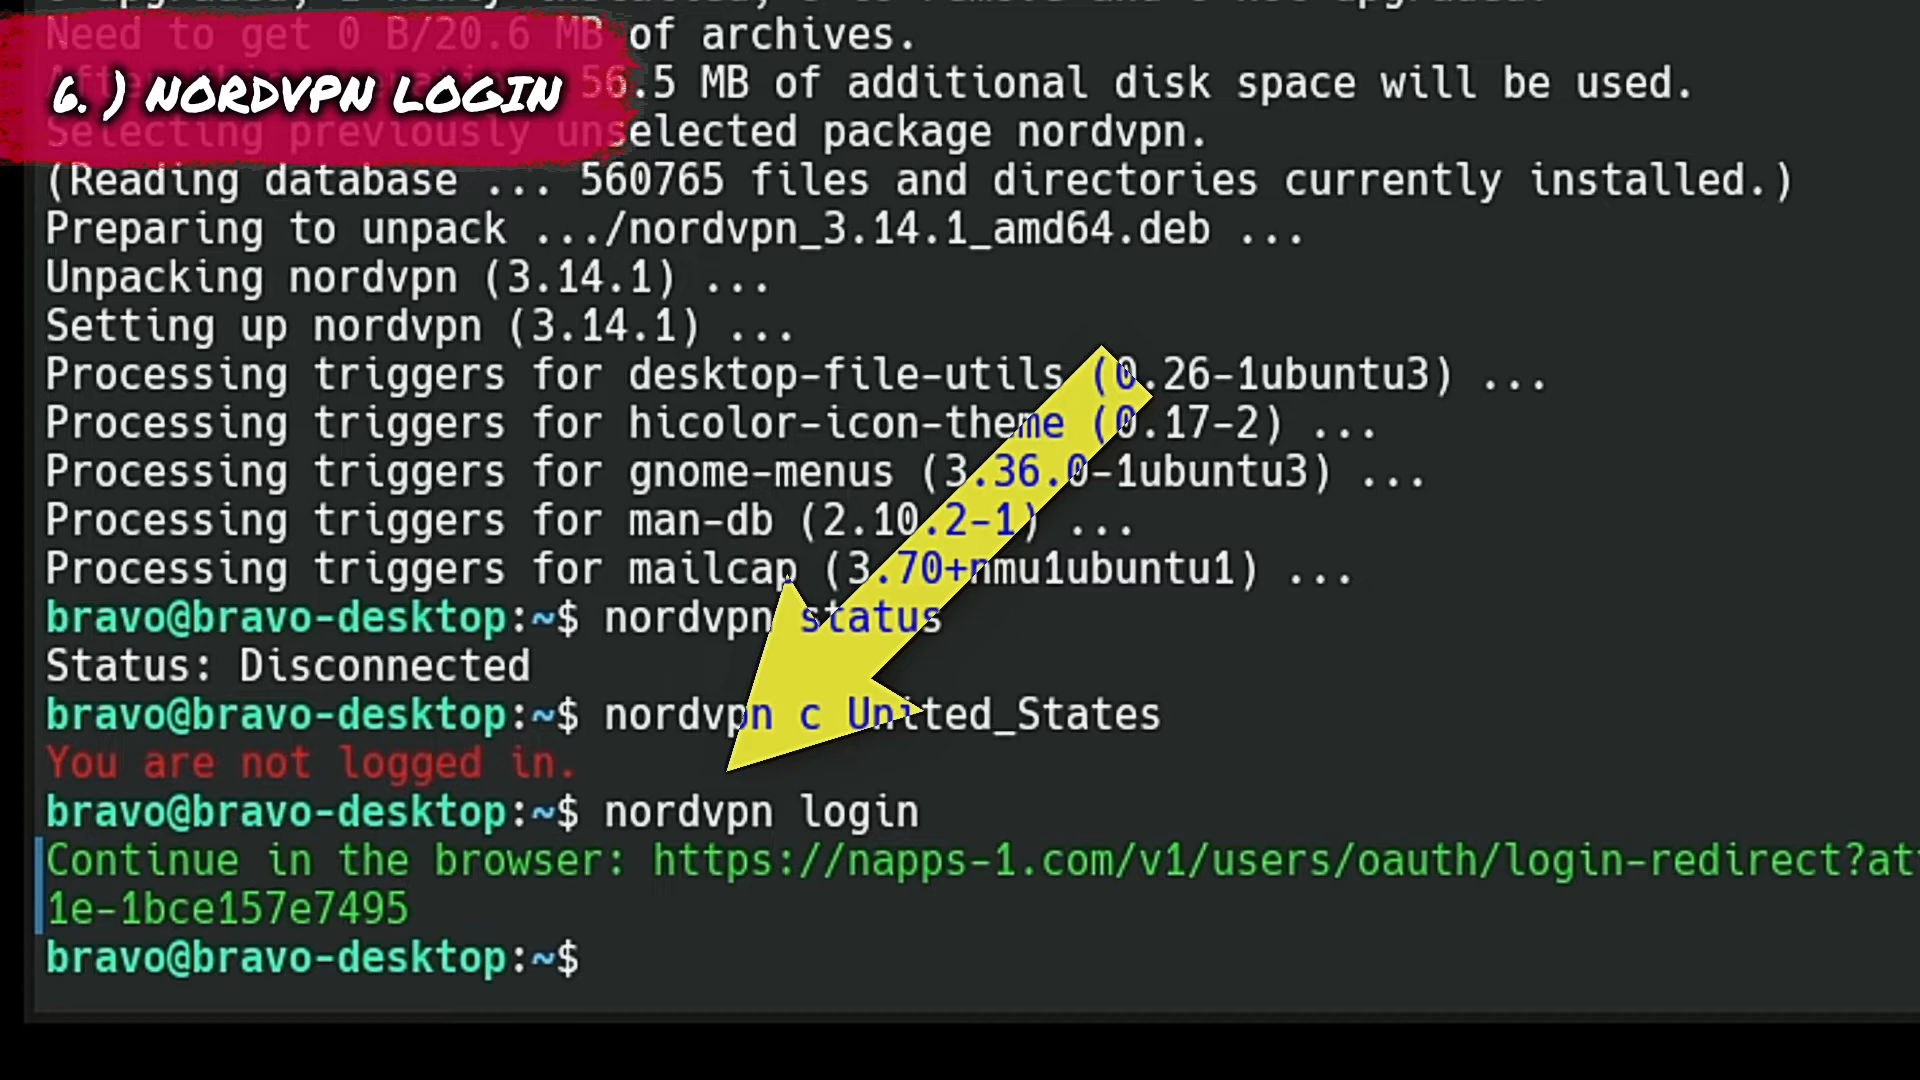 Need to get 0 B/20.6 MB of archives.
6.) NORDVPN LOGIN
56.5 MB of additional disk space will be used.
Selecting previously unselected package nordvpn.
(Reading database ... 560765 files and directories currently installed.)
Preparing to unpack .../nordvpn_3.14.1_amd64.deb ...
Unpacking nordvpn (3.14.1) ...
Setting up nordvpn (3.14.1) ...
Processing triggers for desktop-file-utils (0.26-1ubuntu3) ...
Processing triggers for hicolor-icon-theme (0.17-2) ...
Processing triggers for gnome-menus (3.36.0-1ubuntu3) ...
Processing triggers for man-db (2.10.2-1) ...
Processing triggers for mailcap (3.70+nmu1ubuntu1) ...
bravo@bravo-desktop:~$ nordvpn status
Status: Disconnected
bravo@bravo-desktop:~$ nordvpn c United_States
You are not logged in.
bravo@bravo-desktop:~$ nordvpn login
Continue in the browser: https://napps-1.com/v1/users/oauth/login-redirect?at
1e-1bce157e7495
bravo@bravo-desktop:~$